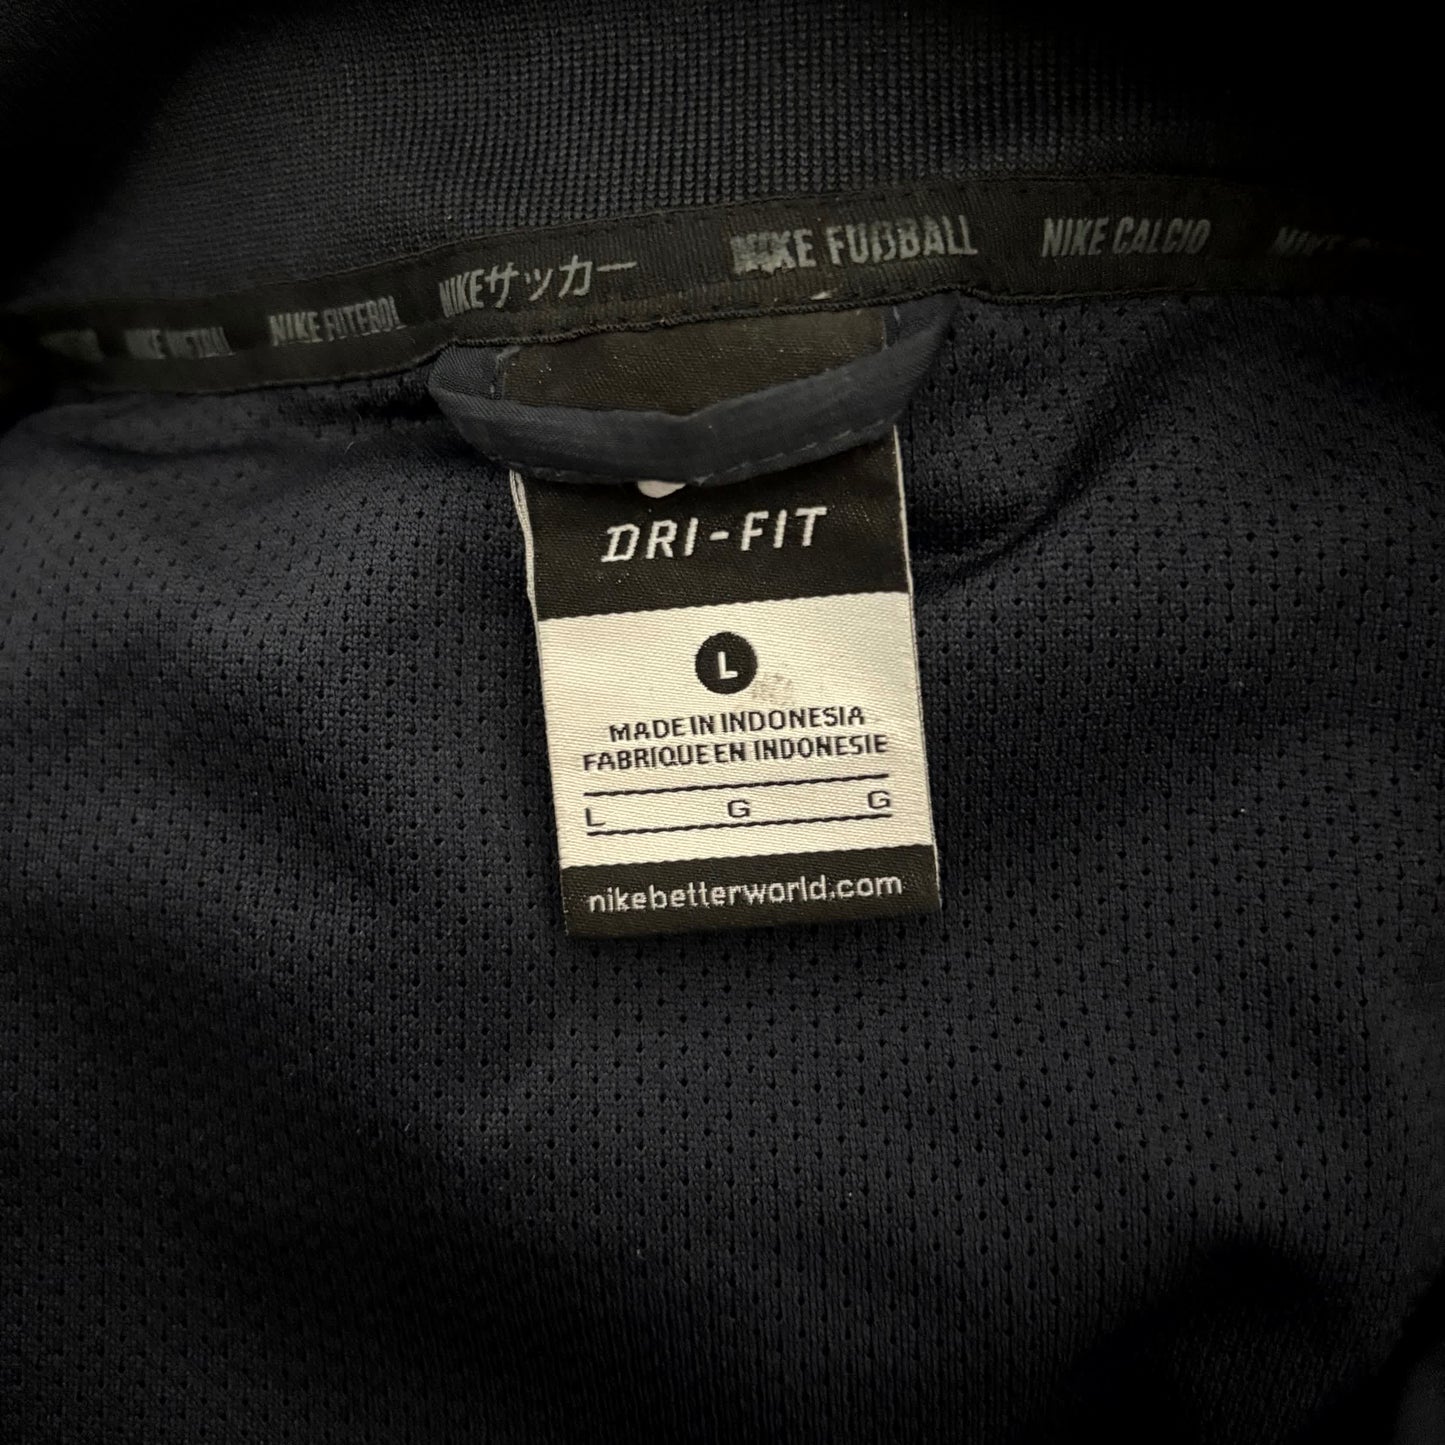 NIKE FUTEBOL NIKEサッカー NIKE FUßBALL NIKE CALCIO NIKE
DRI-FIT
L
MADE IN INDONESIA
FABRIQUE EN INDONESIE
L G G
nikebetterworld.com